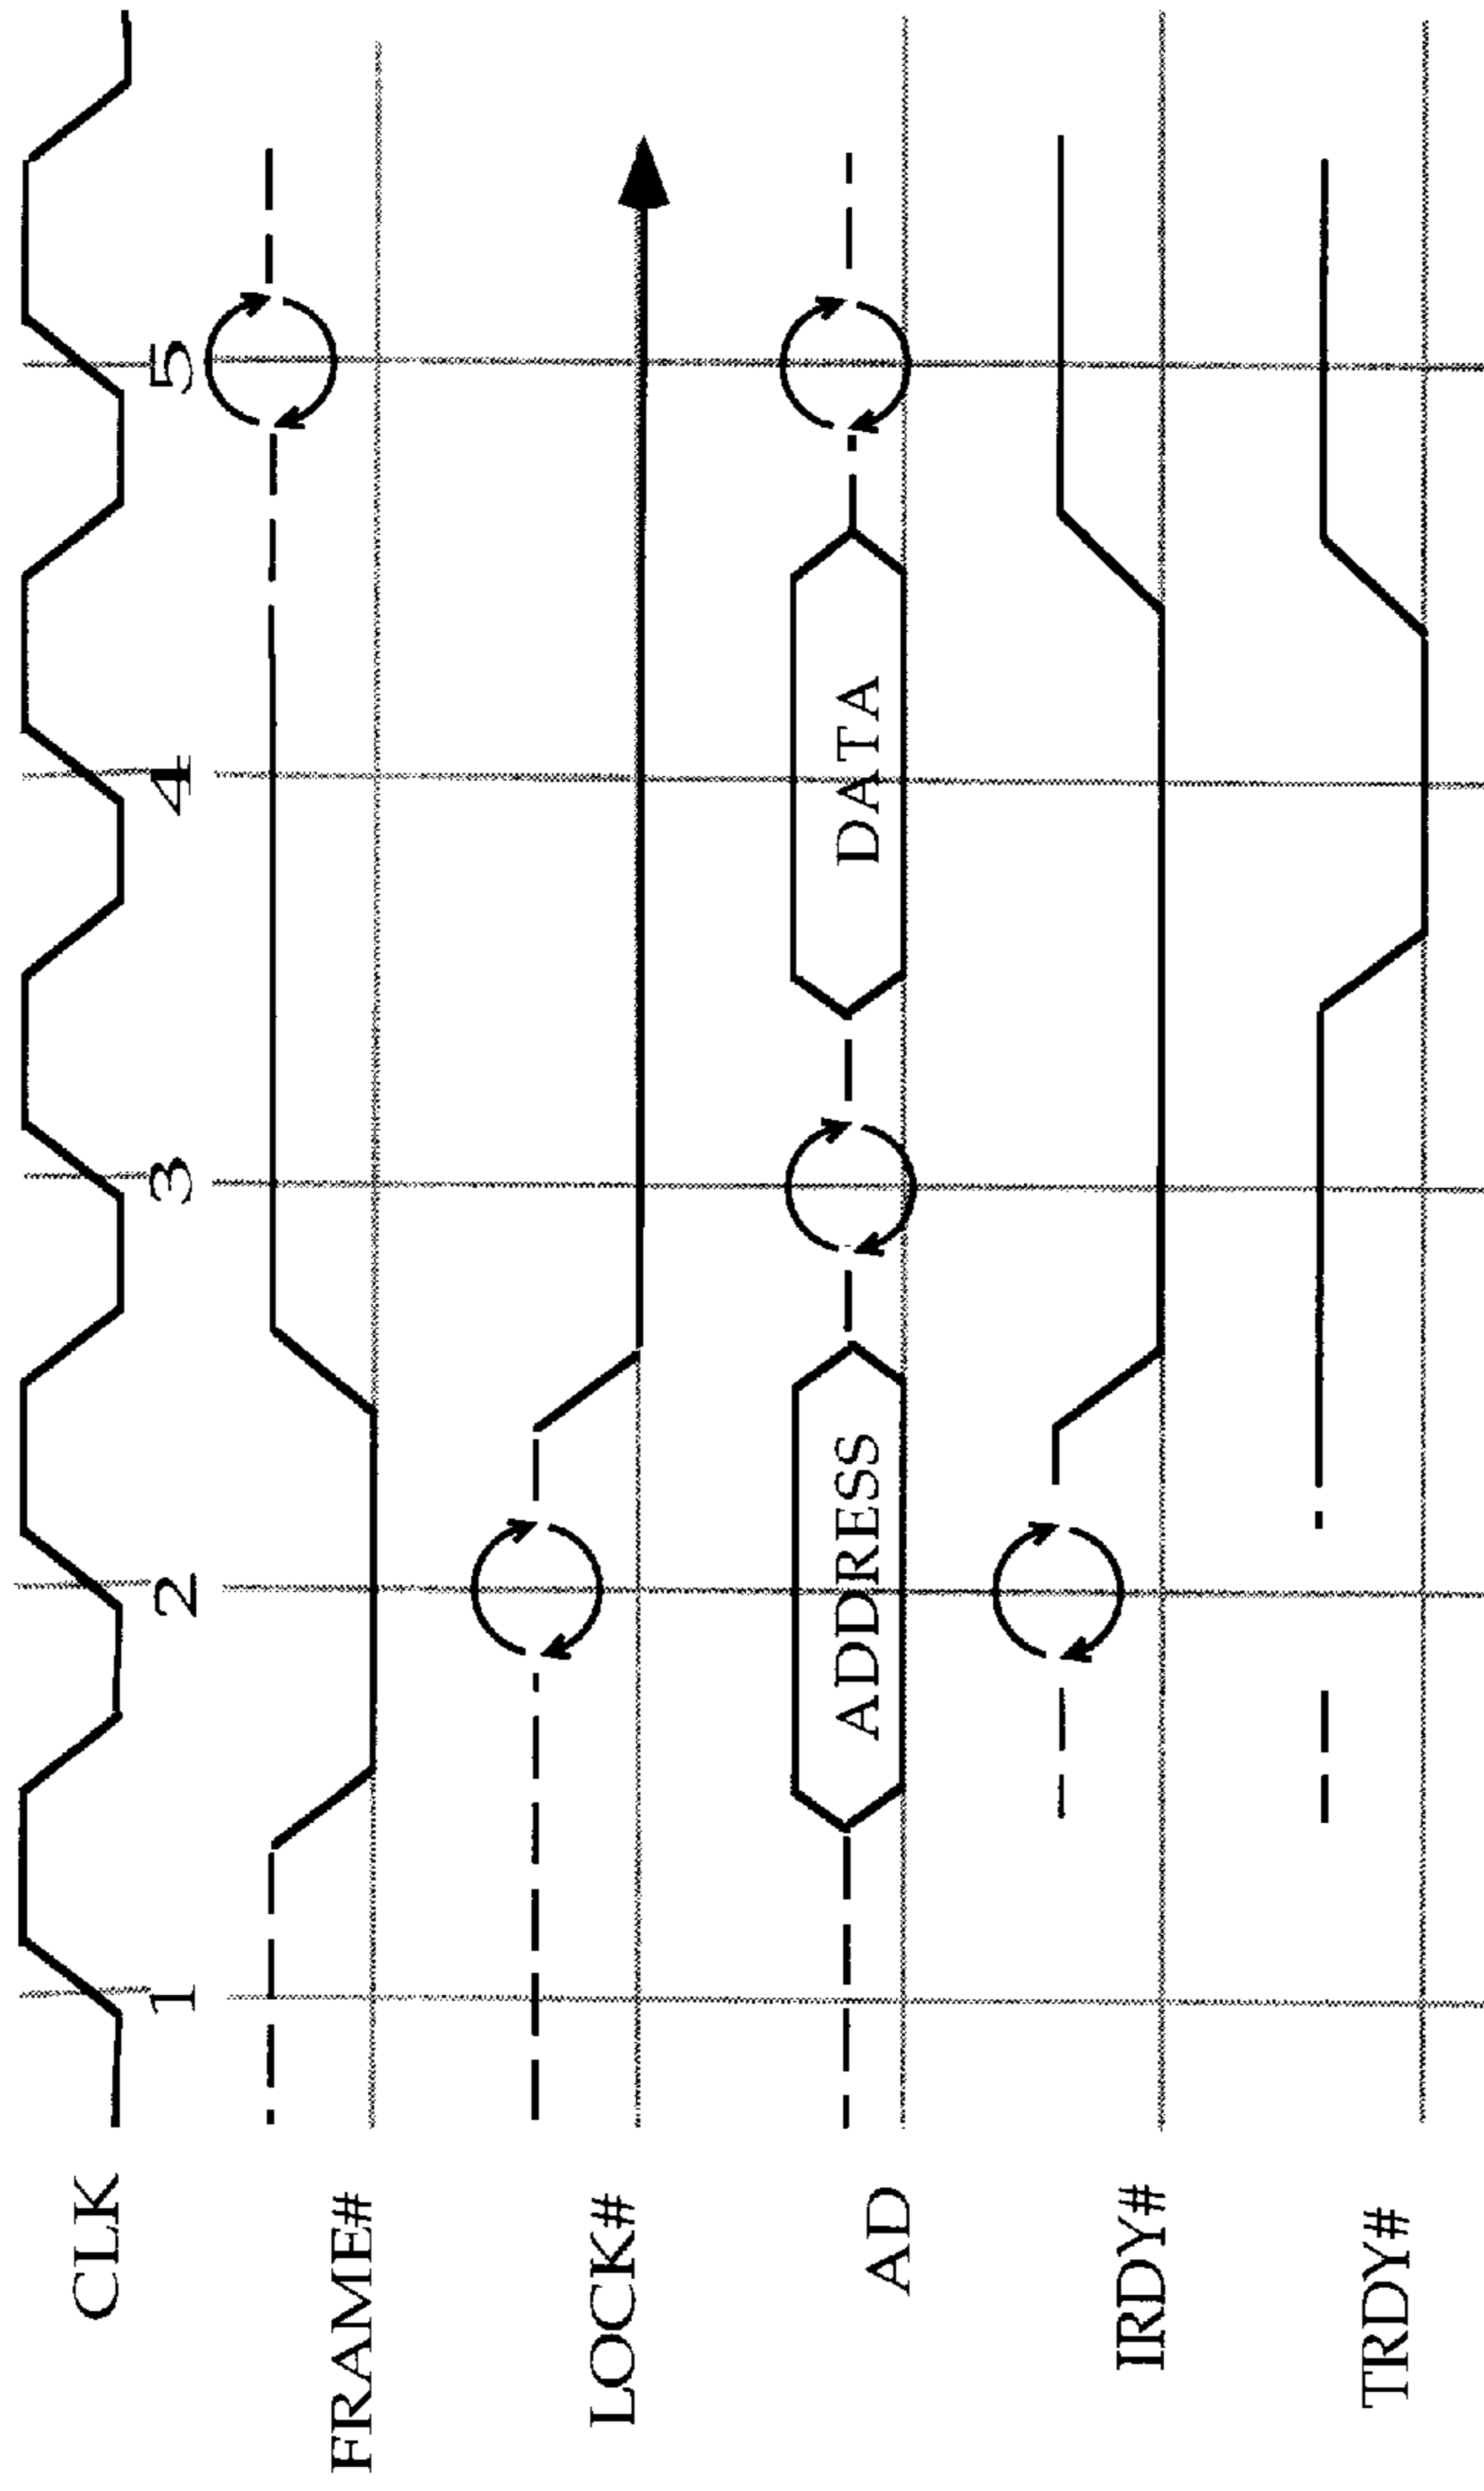 CLK
1 2 3 4 5
FRAME#
LOCK#
AD
ADDRESS DATA
IRDY#
TRDY#